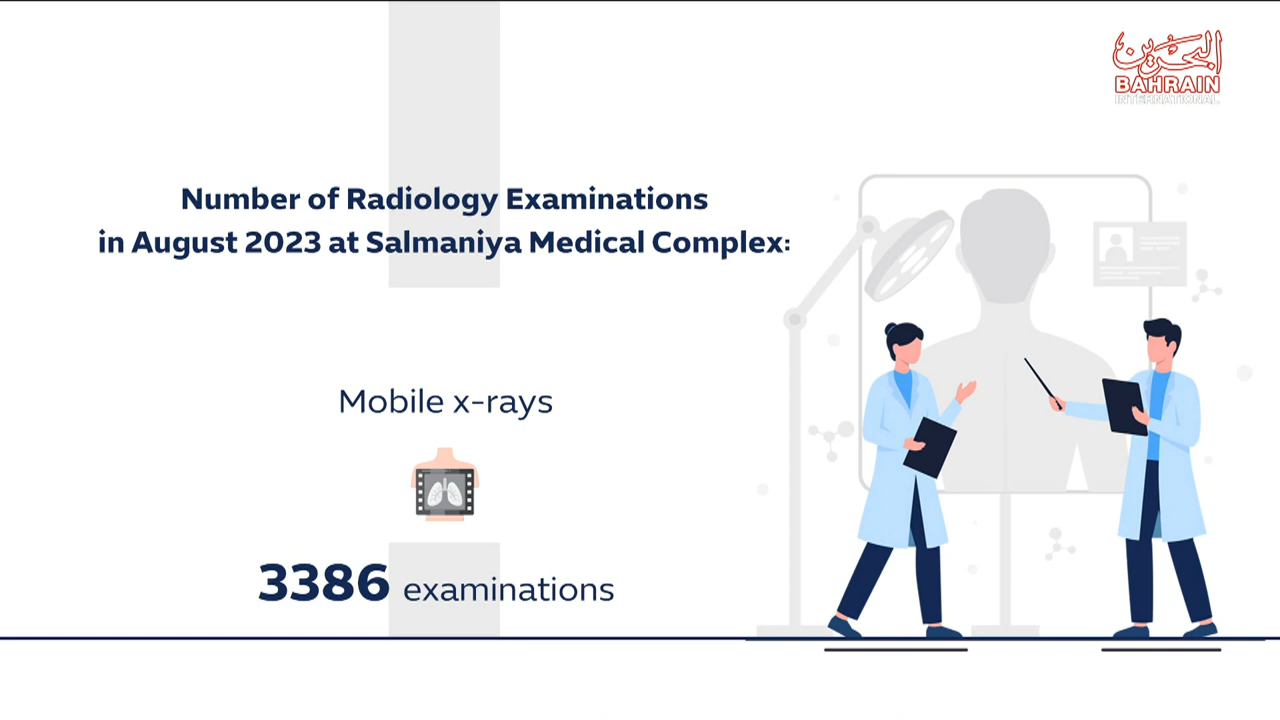 البحرين
BAHRAIN
INTERNATIONAL
Number of Radiology Examinations
in August 2023 at Salmaniya Medical Complex:
Mobile x-rays
3386 examinations